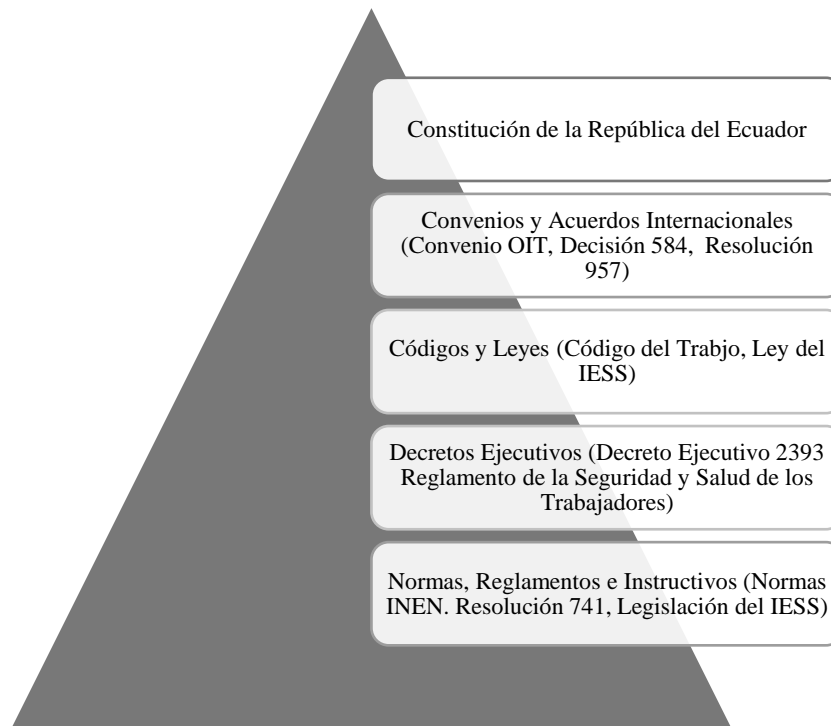 Constitución de la República del Ecuador
Convenios y Acuerdos Internacionales
(Convenio OIT, Decisión 584, Resolución
957)
Códigos y Leyes (Código del Trabjo, Ley del
IESS)
Decretos Ejecutivos (Decreto Ejecutivo 2393
Reglamento de la Seguridad y Salud de los
Trabajadores)
Normas, Reglamentos e Instructivos (Normas
INEN. Resolución 741, Legislación del IESS)